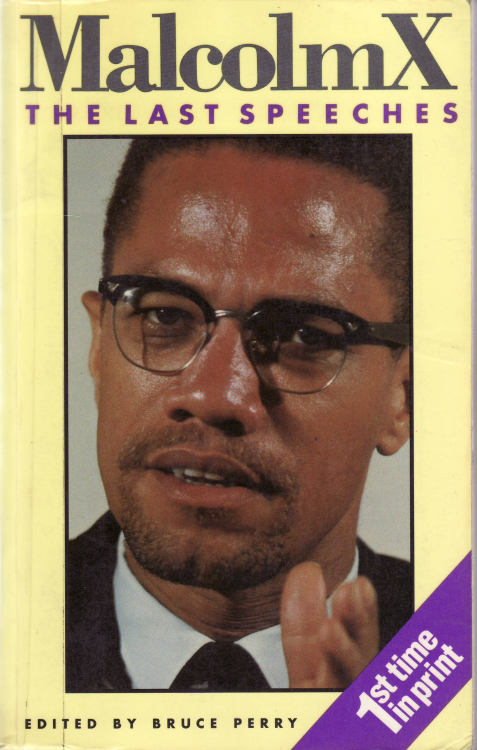 MalcolmX
THE LAST SPEECHES
1st time
in print
EDITED BY BRUCE PERRY